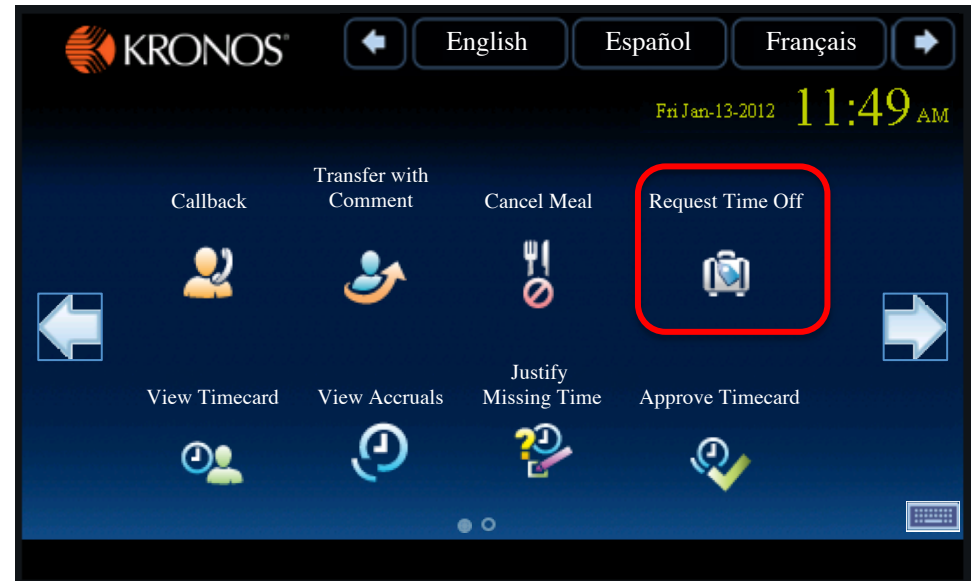 KRONOS
English Español Français
Fri Jan-13-2012 11:49 AM
Callback
Transfer with
Comment
Cancel Meal
Request Time Off
View Timecard
View Accruals
Justify
Missing Time
Approve Timecard